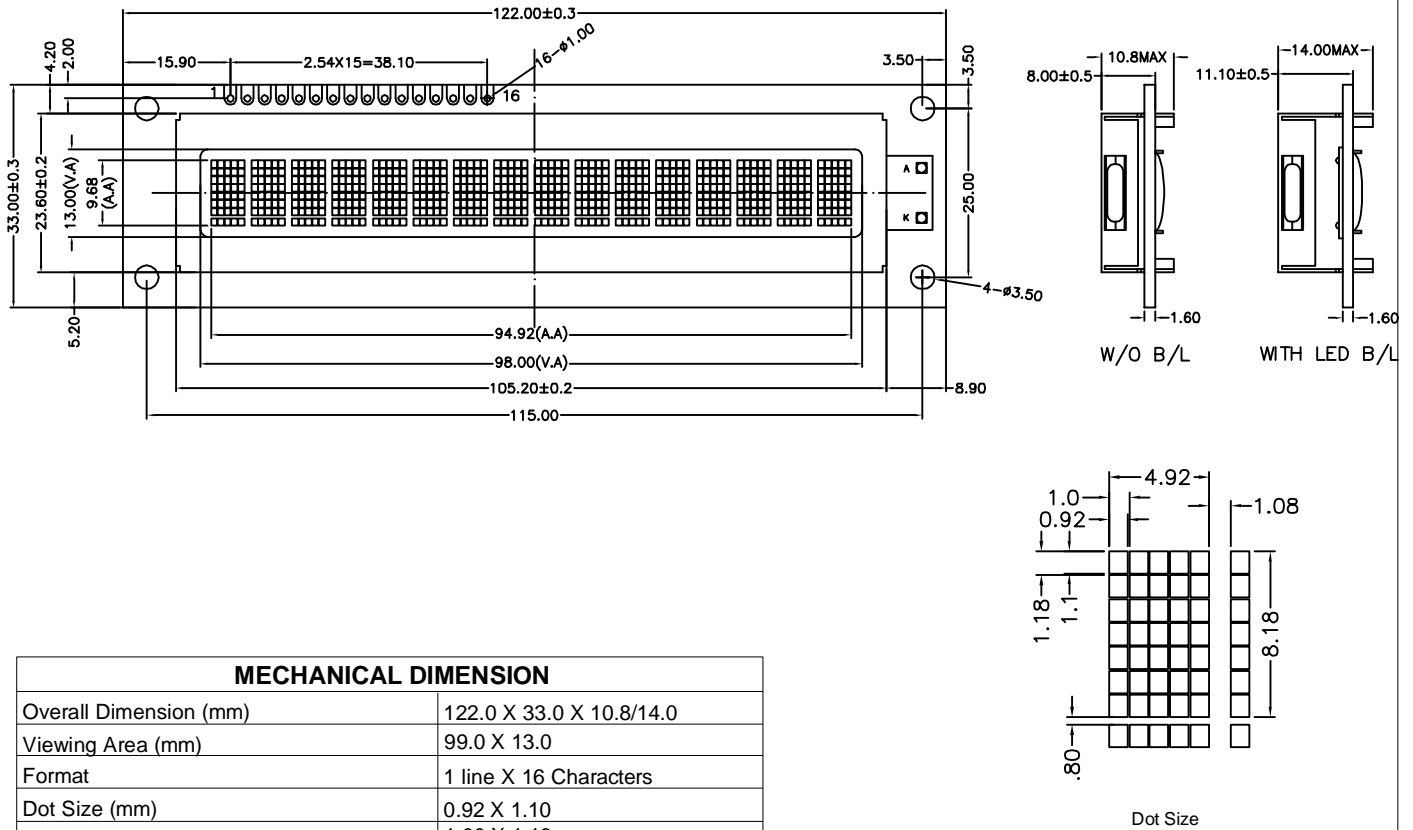 122.00±0.3
4.20
2.00
15.90
2.54X15=38.10
16-ø1.00
3.50
3.50
1
16
33.00±0.3
23.60±0.2
13.00(V.A)
9.68
(A.A)
A
K
25.00
5.20
4-ø3.50
94.92(A.A)
98.00(V.A)
105.20±0.2
8.90
115.00
10.8MAX
8.00±0.5
1.60
W/O B/L
14.00MAX
11.10±0.5
1.60
WITH LED B/L
4.92
1.0
0.92
1.08
1.18
1.1
8.18
.80
Dot Size
MECHANICAL DIMENSION
Overall Dimension (mm) 122.0 X 33.0 X 10.8/14.0
Viewing Area (mm) 99.0 X 13.0
Format 1 line X 16 Characters
Dot Size (mm) 0.92 X 1.10